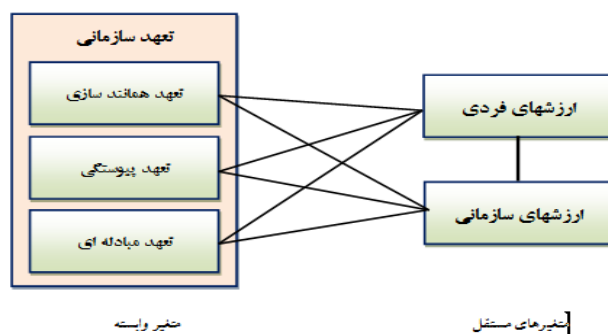 تعهد سازمانی
تعهد همانند سازی
تعهد پیوستگی
تعهد مبادله ای
ارزشهای فردی
ارزشهای سازمانی
متغیرهای مستقل
متغیر وابسته